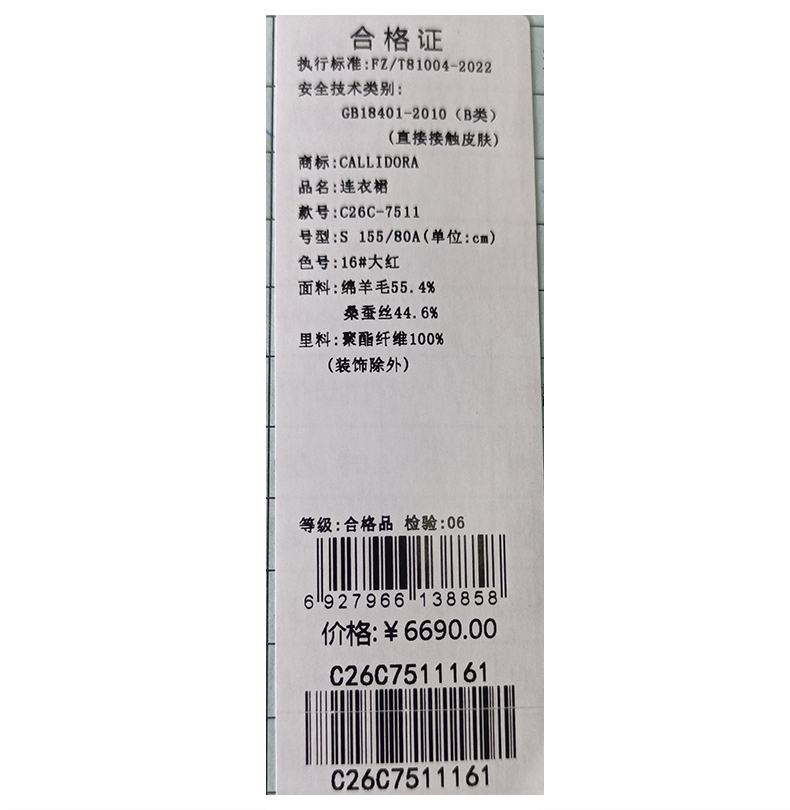 合格证
执行标准:FZ/T81004-2022
安全技术类别:
GB18401-2010（B类）
(直接接触皮肤)
商标:CALLIDORA
品名:连衣裙
款号:C26C-7511
号型:S 155/80A(单位:cm)
色号:16#大红
面料:绵羊毛55.4%
桑蚕丝44.6%
里料:聚酯纤维100%
(装饰除外)
等级:合格品 检验:06
6 927966 138858
价格:￥6690.00
C26C7511161
C26C7511161